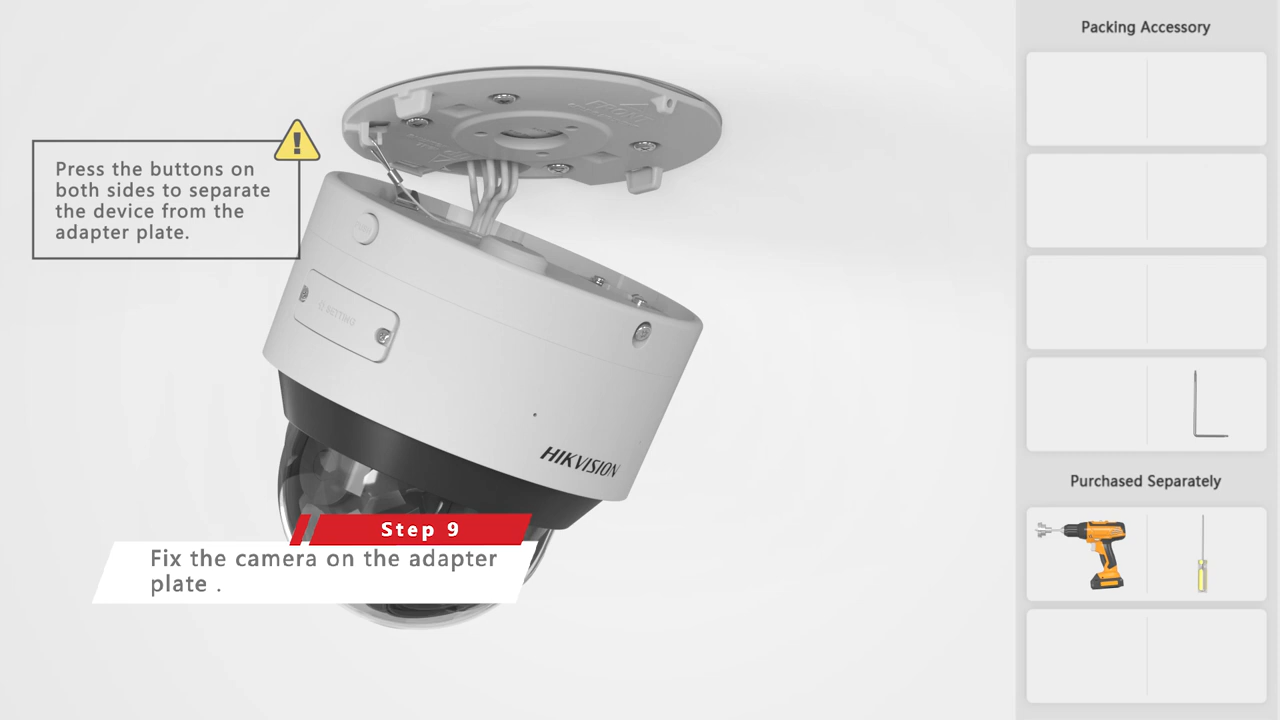 Packing Accessory
Press the buttons on
both sides to separate
the device from the
adapter plate.
HIKVISION
Purchased Separately
Step 9
Fix the camera on the adapter
plate .